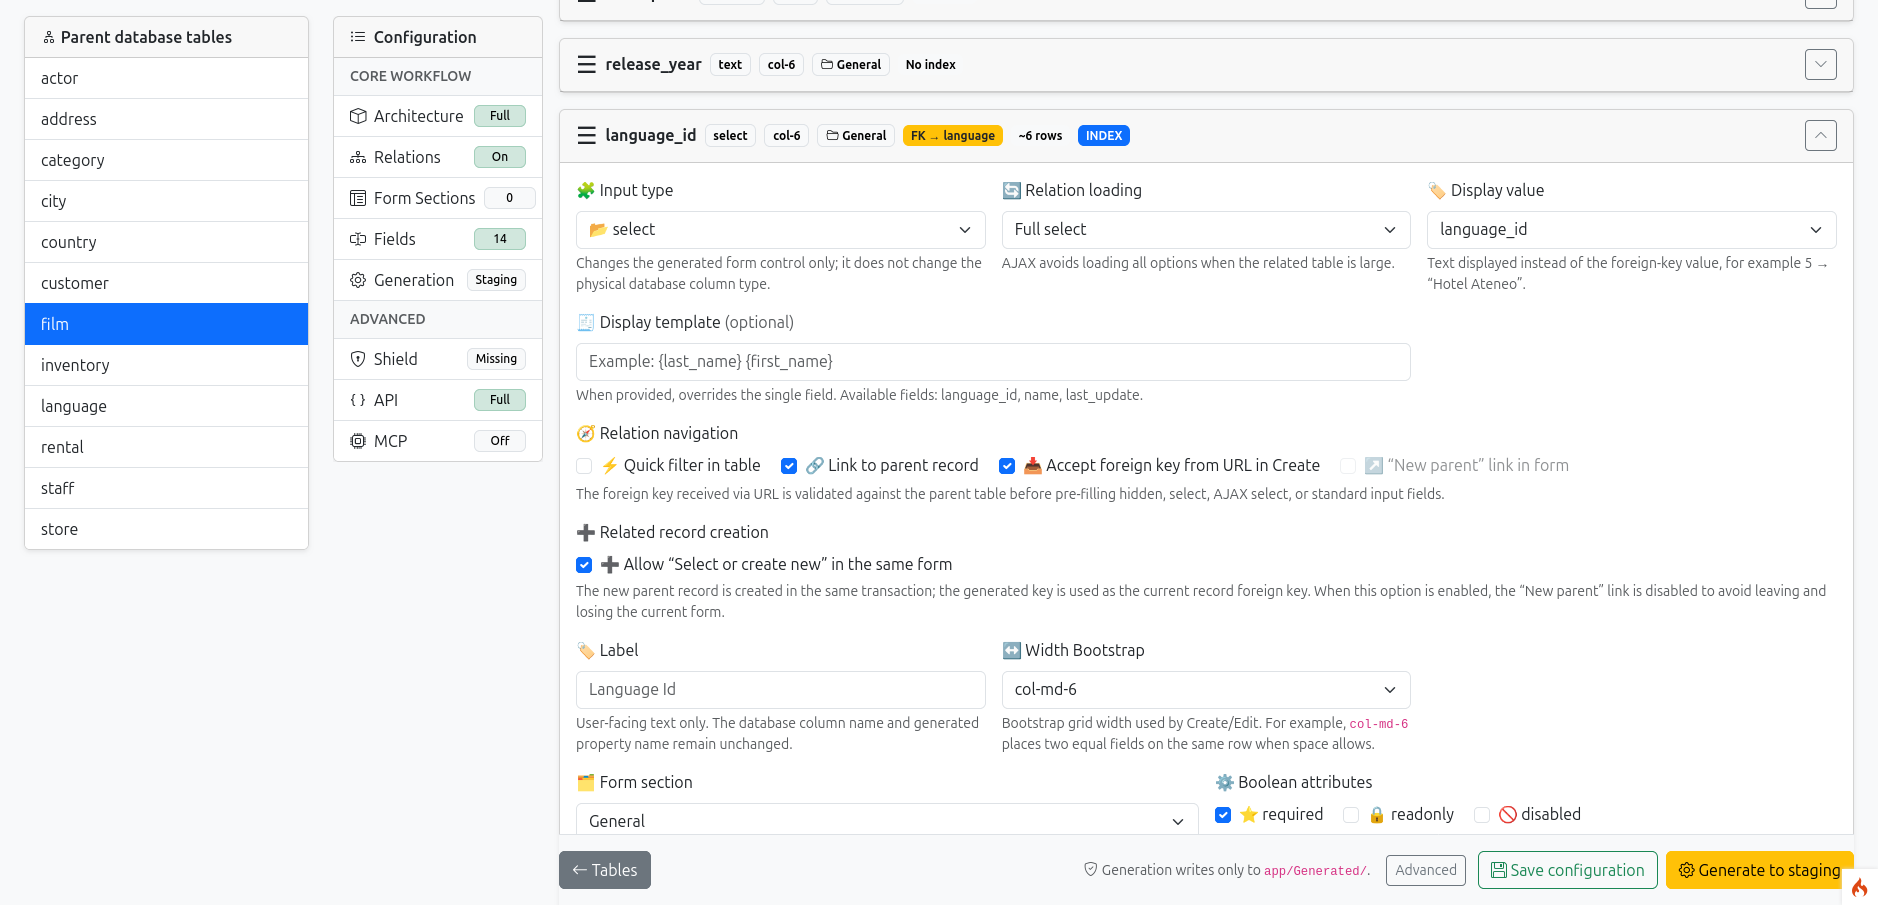 Parent database tables
actor
address
category
city
country
customer
film
inventory
language
rental
staff
store
Configuration
CORE WORKFLOW
Architecture Full
Relations On
Form Sections 0
Fields 14
Generation Staging
ADVANCED
Shield Missing
API Full
MCP Off
release_year text col-6 General No index
language_id select col-6 General FK → language ~6 rows INDEX
Input type
select
Changes the generated form control only; it does not change the
physical database column type.
Relation loading
Full select
AJAX avoids loading all options when the related table is large.
Display value
language_id
Text displayed instead of the foreign-key value, for example 5 →
“Hotel Ateneo”.
Display template (optional)
Example: {last_name} {first_name}
When provided, overrides the single field. Available fields: language_id, name, last_update.
Relation navigation
Quick filter in table Link to parent record Accept foreign key from URL in Create “New parent” link in form
The foreign key received via URL is validated against the parent table before pre-filling hidden, select, AJAX select, or standard input fields.
Related record creation
Allow “Select or create new” in the same form
The new parent record is created in the same transaction; the generated key is used as the current record foreign key. When this option is enabled, the “New parent” link is disabled to avoid leaving and
losing the current form.
Label
Language Id
User-facing text only. The database column name and generated
property name remain unchanged.
Width Bootstrap
col-md-6
Bootstrap grid width used by Create/Edit. For example, col-md-6
places two equal fields on the same row when space allows.
Form section
General
Boolean attributes
required readonly disabled
← Tables
Generation writes only to app/Generated/.
Advanced
Save configuration
Generate to staging